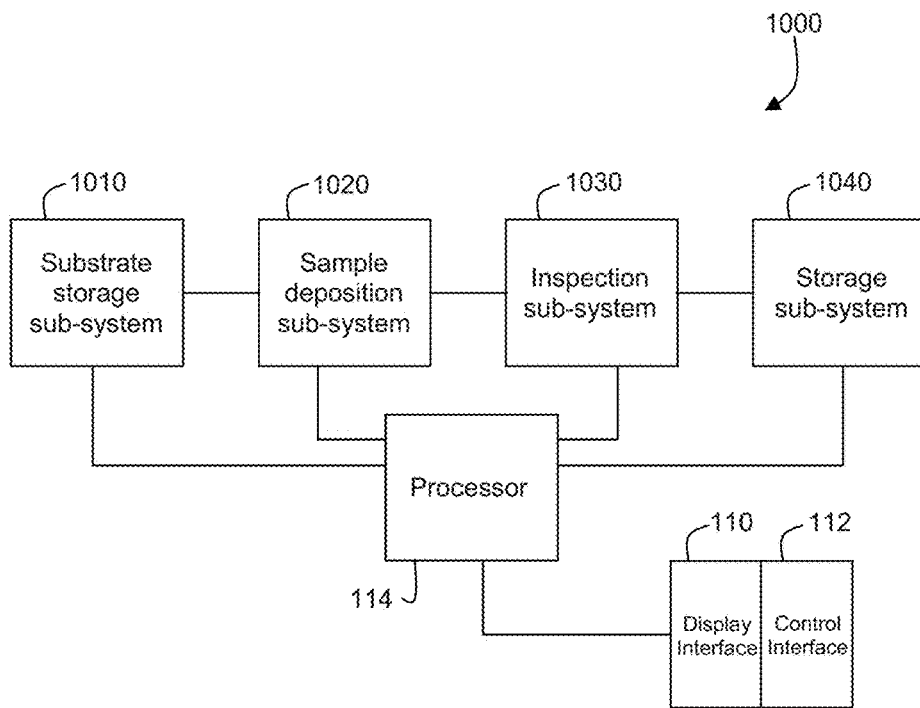 1000
1010
1020
1030
1040
Substrate
storage
sub-system
Sample
deposition
sub-system
Inspection
sub-system
Storage
sub-system
Processor
114
110
112
Display
Interface
Control
Interface